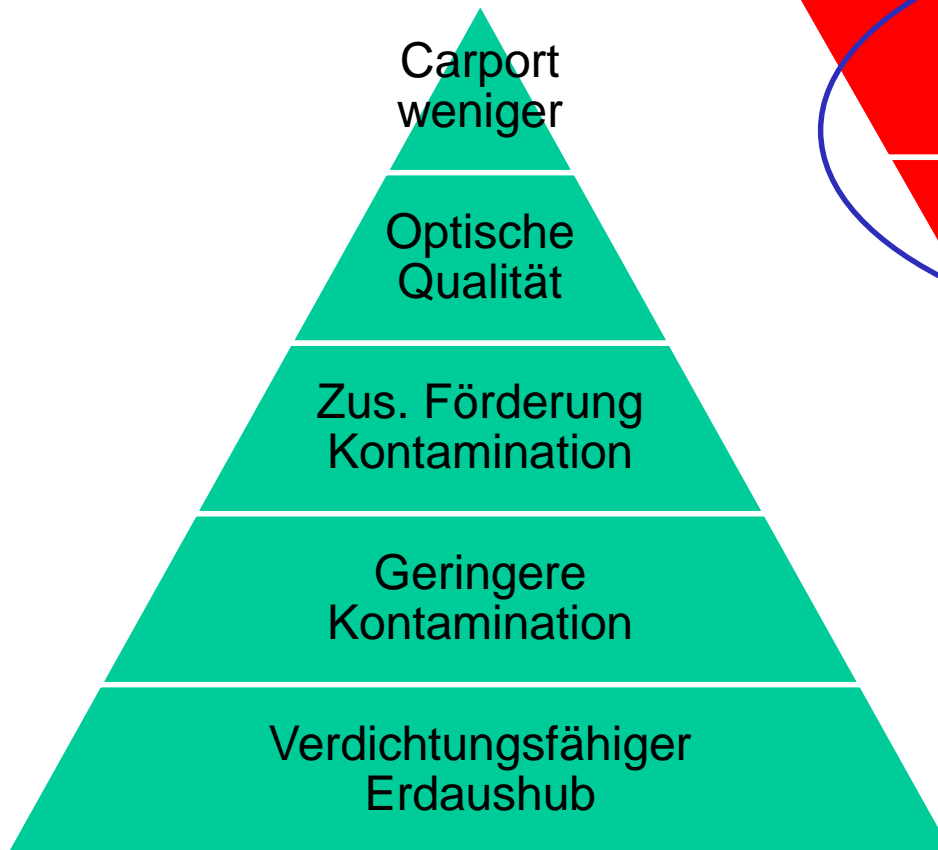 Carport
weniger
Optische
Qualität
Zus. Förderung
Kontamination
Geringere
Kontamination
Verdichtungsfähiger
Erdaushub